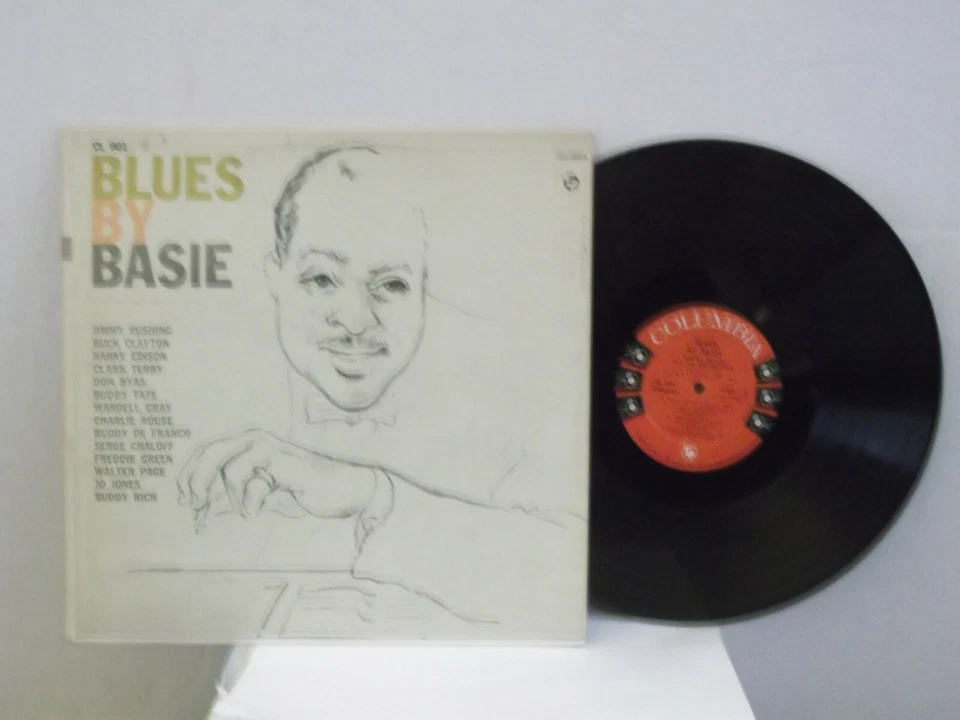 CL 901
BLUES
BY
BASIE
JIMMY RUSHING
BUCK CLAYTON
HARRY EDISON
CLARK TERRY
DON BYAS
BUDDY TATE
WARDELL GRAY
CHARLIE ROUSE
BUDDY DE FRANCO
SERGE CHALOFF
FREDDIE GREEN
WALTER PAGE
JO JONES
BUDDY RICH
COLUMBIA